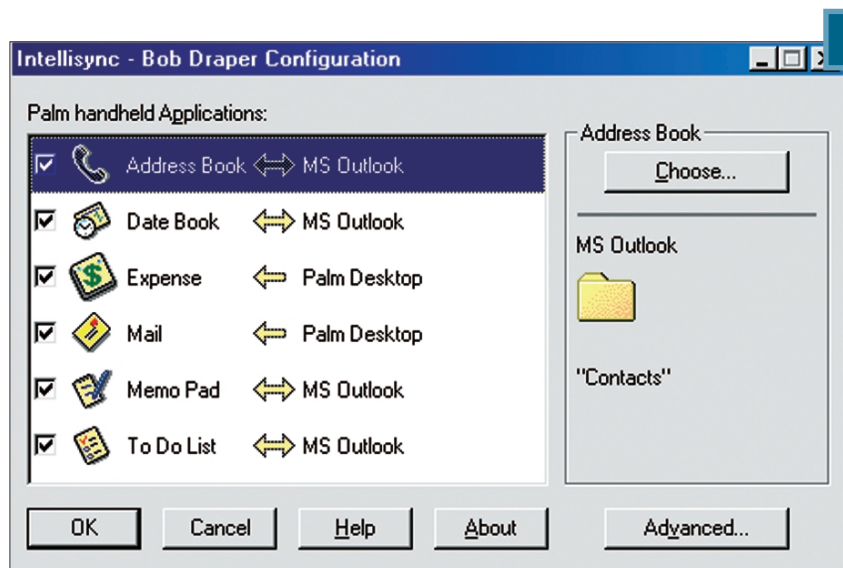 Intellisync - Bob Draper Configuration
Palm handheld Applications:
Address Book MS Outlook
Date Book MS Outlook
Expense Palm Desktop
Mail Palm Desktop
Memo Pad MS Outlook
To Do List MS Outlook
Address Book
Choose...
MS Outlook
"Contacts"
OK Cancel Help About Advanced...